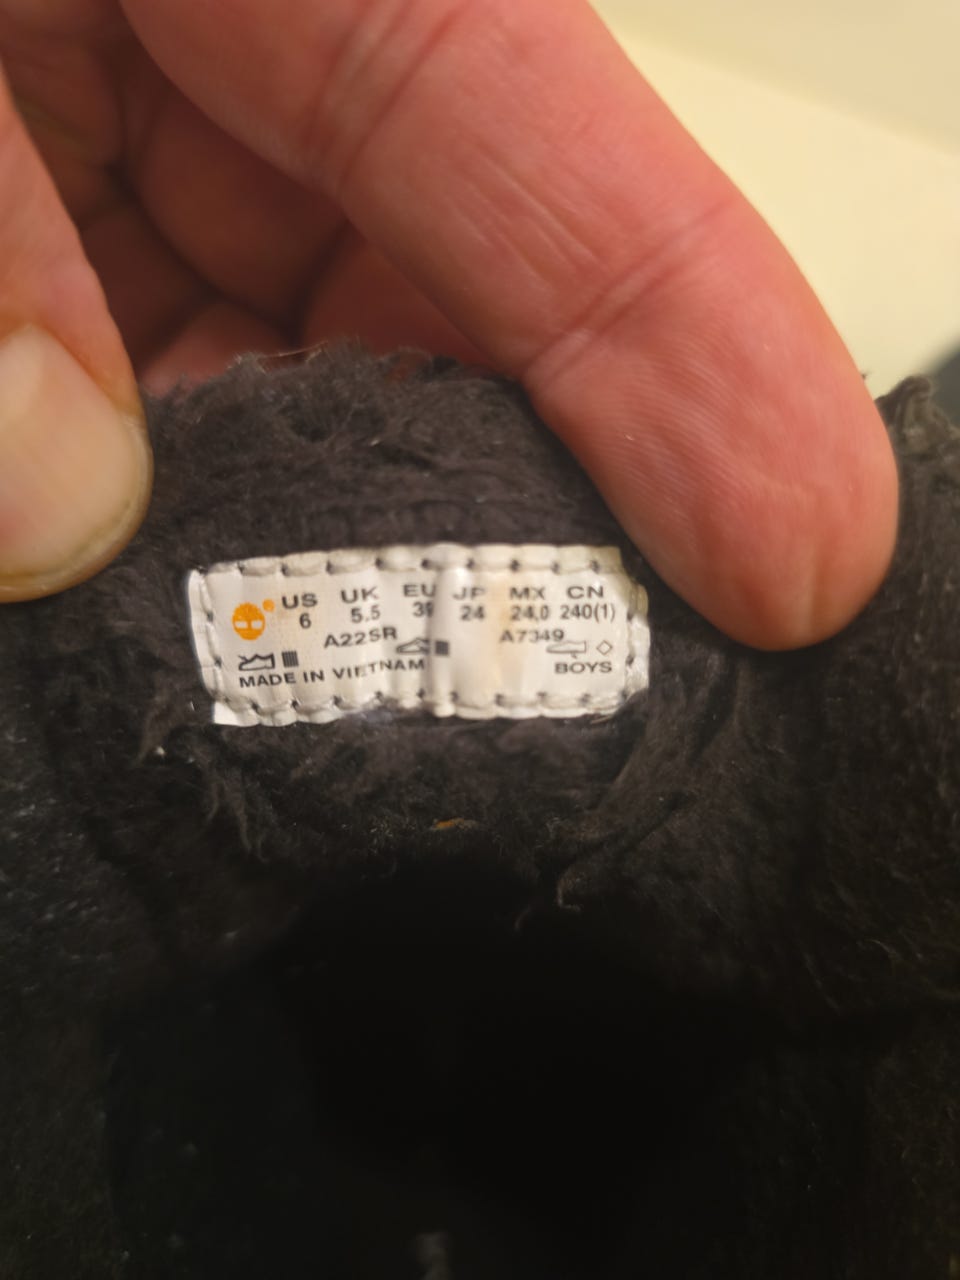 US UK EU JP MX CN
6 5.5 39 24 24.0 240(1)
A22SR A7349
MADE IN VIETNAM BOYS